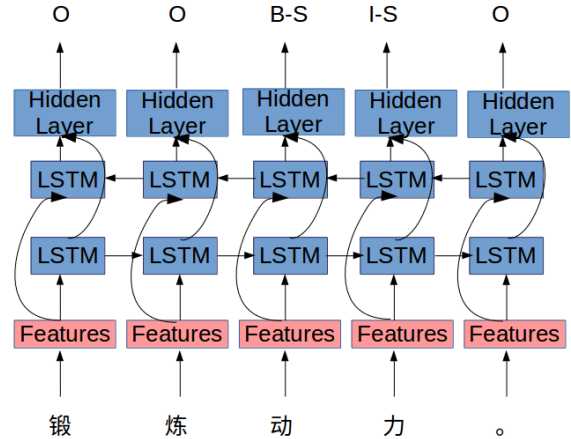 O O B-S I-S O
Hidden Layer Hidden Layer Hidden Layer Hidden Layer Hidden Layer
LSTM LSTM LSTM LSTM LSTM
LSTM LSTM LSTM LSTM LSTM
Features Features Features Features Features
锻 炼 动 力 。